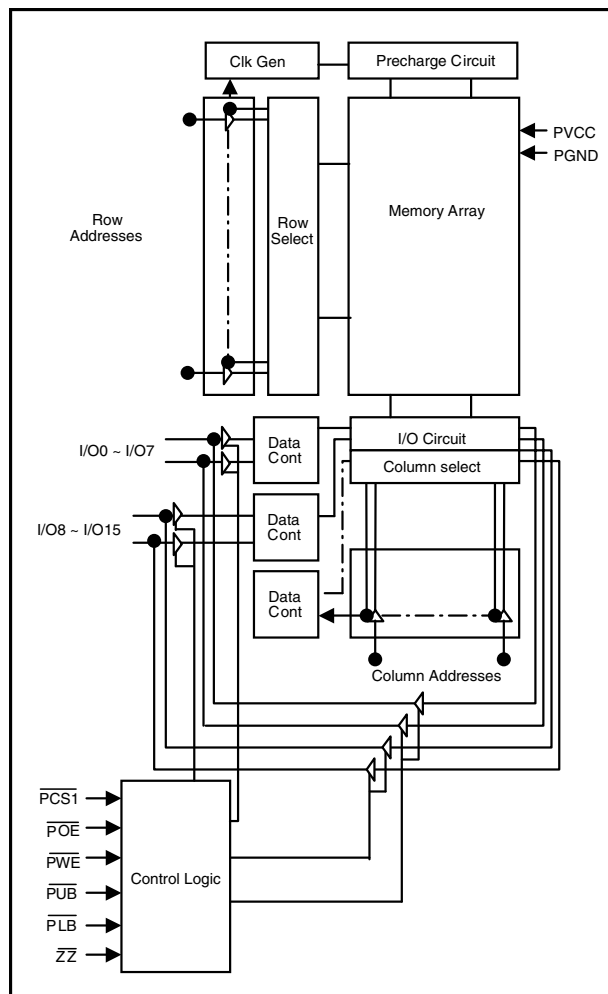 Clk Gen
Precharge Circuit
PVCC
PGND
Row
Addresses
Row
Select
Memory Array
I/O0 ~ I/O7
Data
Cont
I/O Circuit
Column select
I/O8 ~ I/O15
Data
Cont
Data
Cont
Column Addresses
PCS1
POE
PWE
PUB
PLB
ZZ
Control Logic